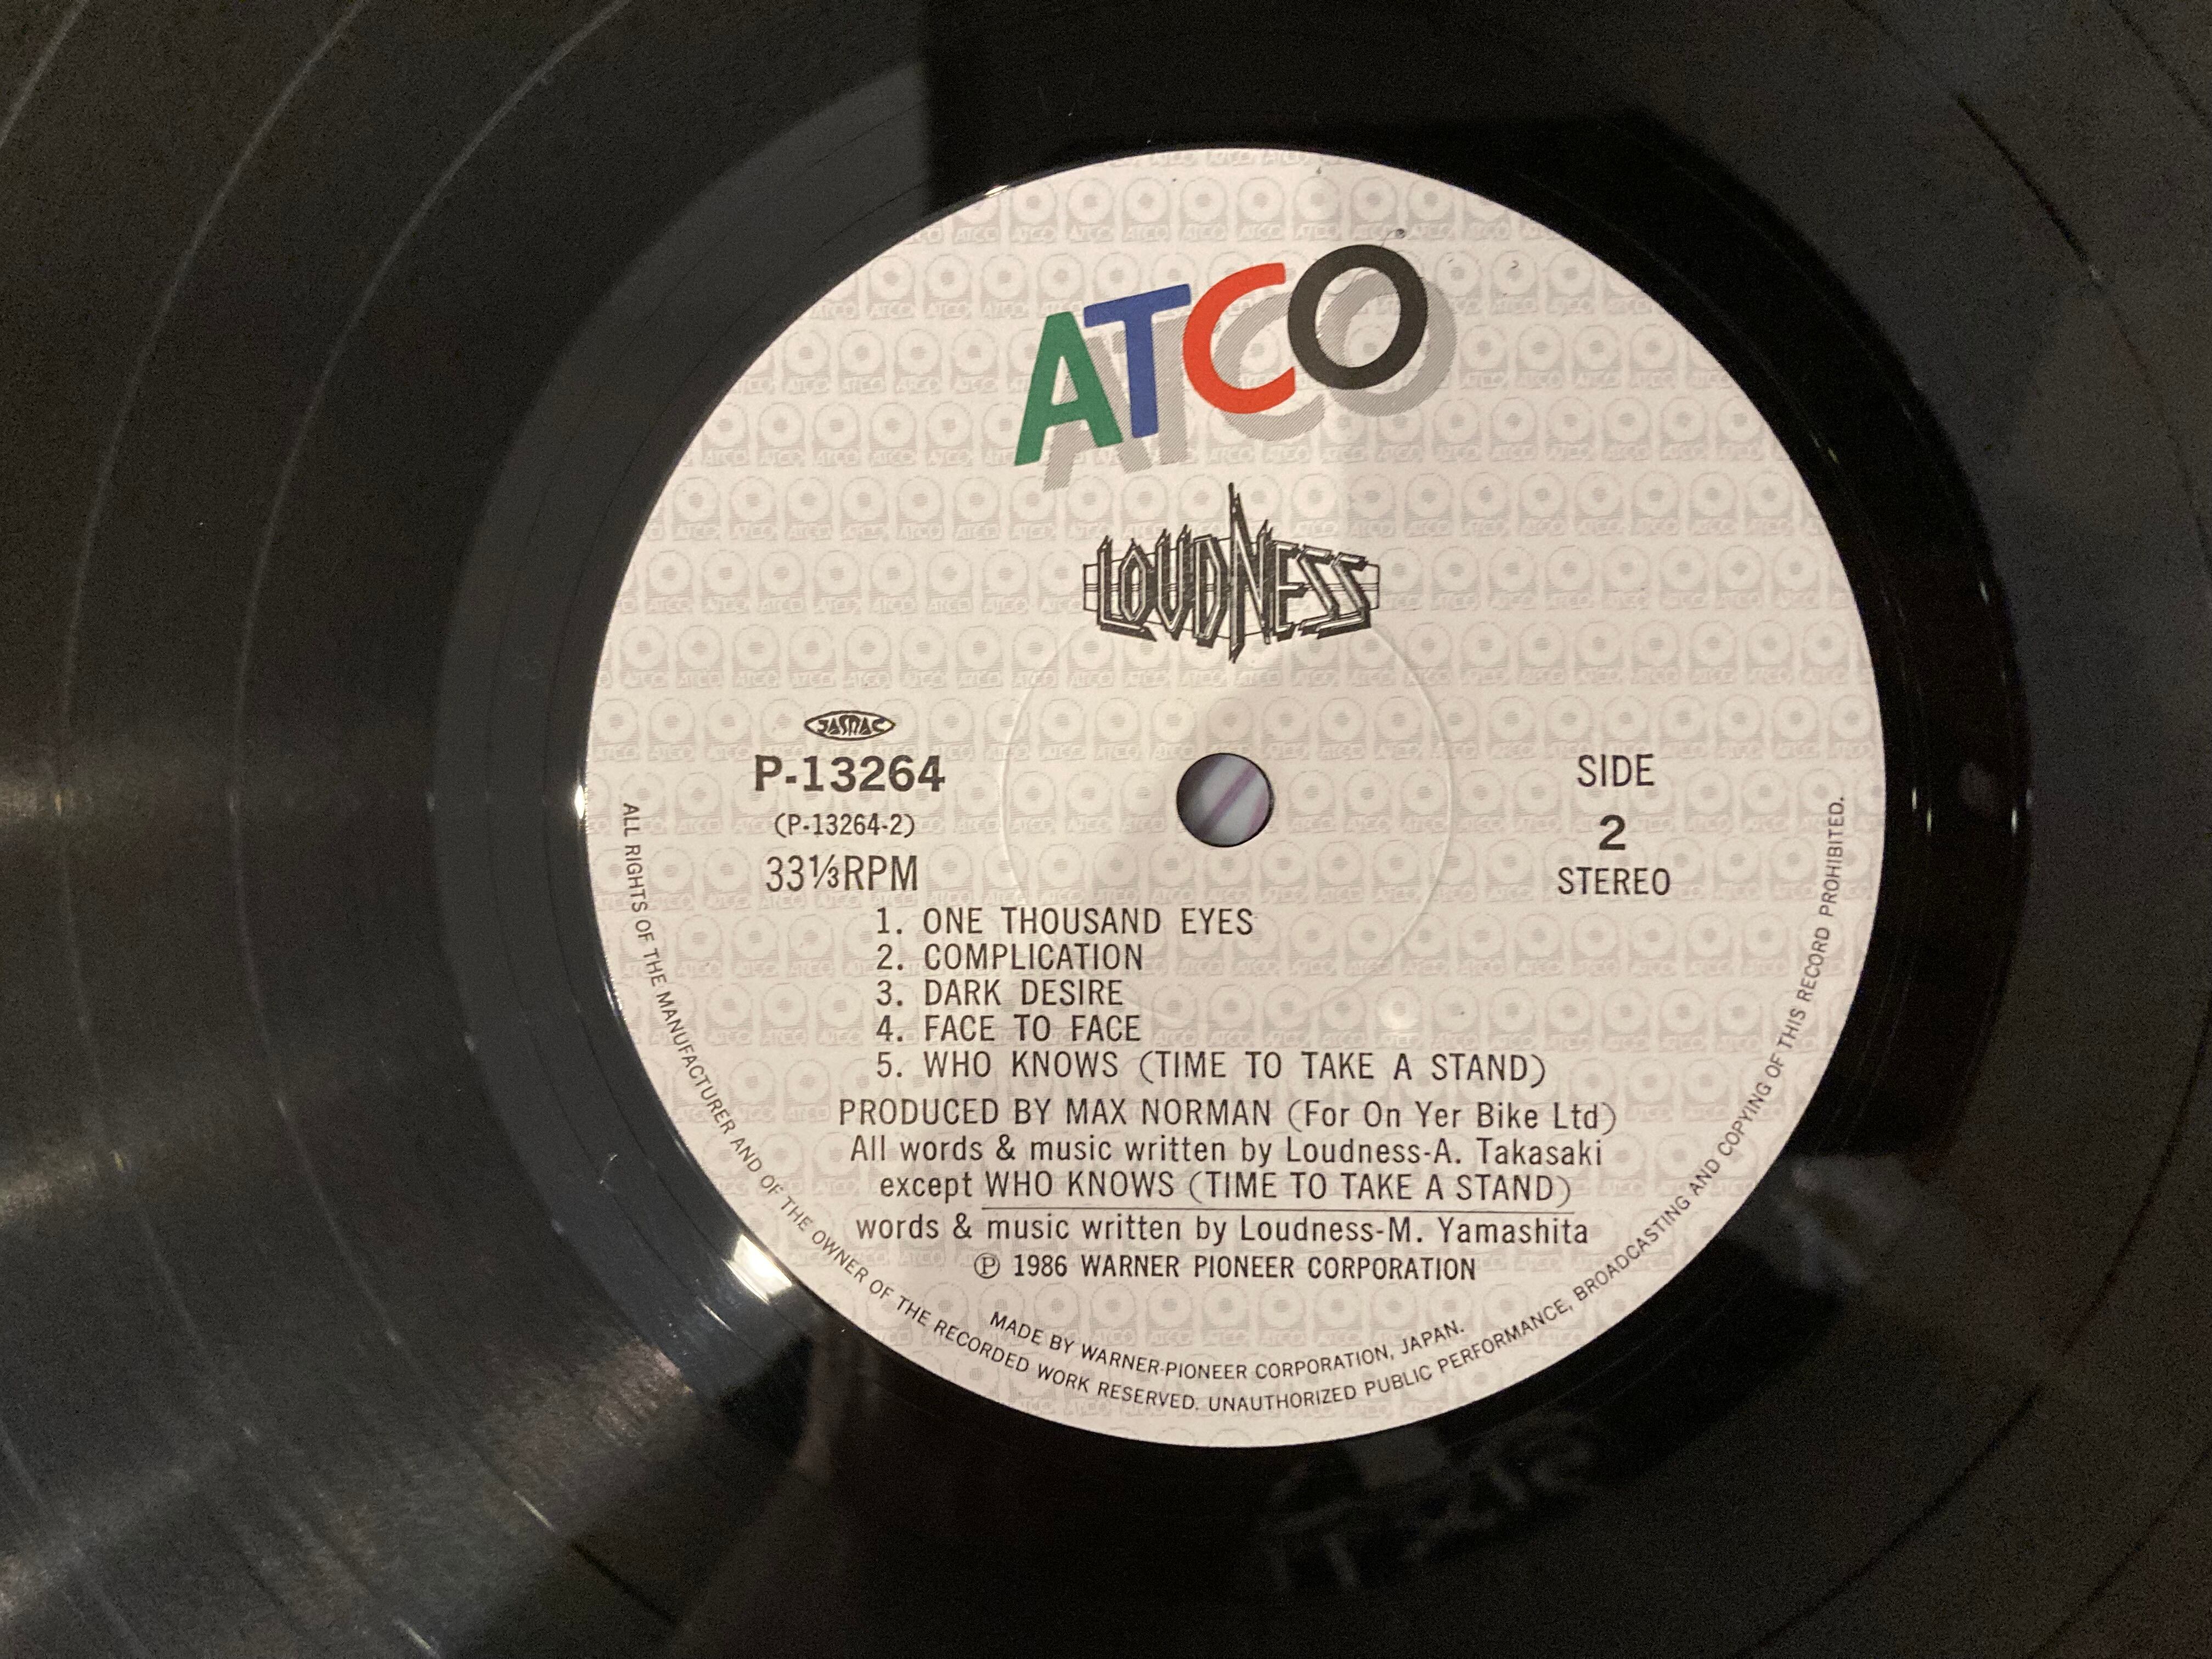 ATCO
LOUDNESS
JASRAC
P-13264
(P-13264-2)
33⅓RPM
SIDE
2
STEREO
1. ONE THOUSAND EYES
2. COMPLICATION
3. DARK DESIRE
4. FACE TO FACE
5. WHO KNOWS (TIME TO TAKE A STAND)
PRODUCED BY MAX NORMAN (For On Yer Bike Ltd)
All words & music written by Loudness-A. Takasaki
except WHO KNOWS (TIME TO TAKE A STAND)
words & music written by Loudness-M. Yamashita
Ⓟ 1986 WARNER PIONEER CORPORATION
MADE BY WARNER-PIONEER CORPORATION, JAPAN.
ALL RIGHTS OF THE MANUFACTURER AND OF THE OWNER OF THE RECORDED WORK RESERVED. UNAUTHORIZED PUBLIC PERFORMANCE, BROADCASTING AND COPYING OF THIS RECORD PROHIBITED.